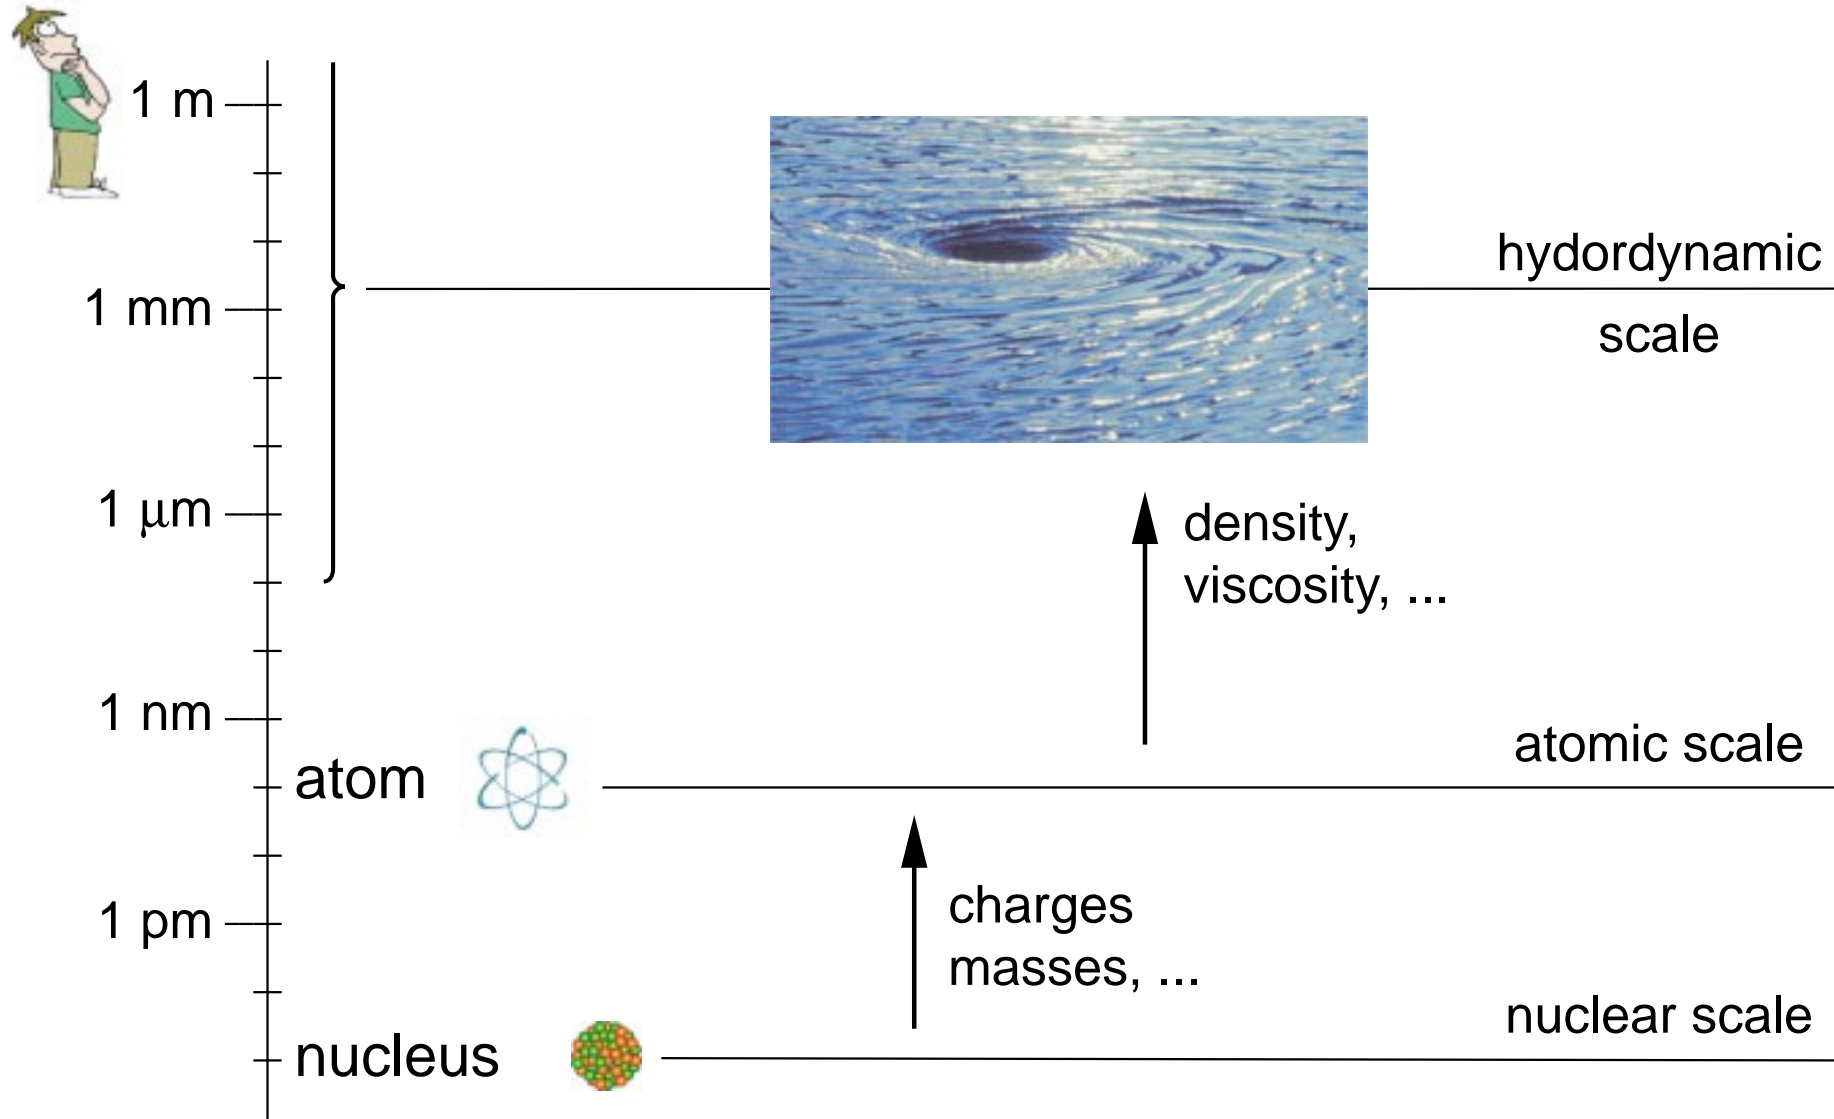 1 m
hydordynamic
1 mm
scale
1 μm
density,
viscosity, ...
1 nm
atomic scale
atom
charges
1 pm
masses, ...
nuclear scale
nucleus